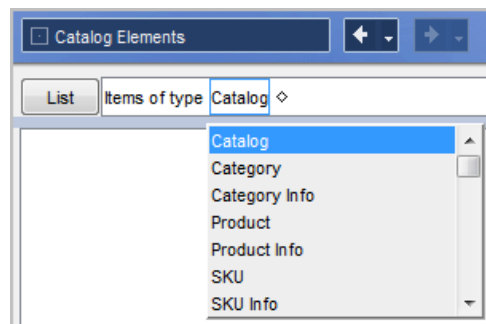 Catalog Elements
List Items of type Catalog
Catalog
Category
Category Info
Product
Product Info
SKU
SKU Info